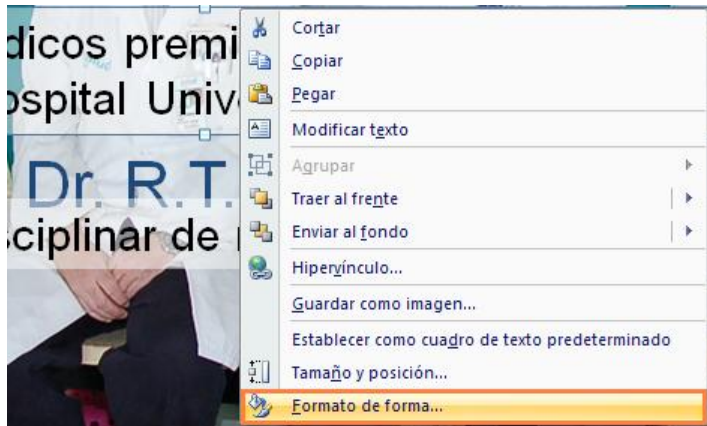 dicos premi
ospital Univ
Dr. R.T.
sciplinar de
Cortar
Copiar
Pegar
Modificar texto
Agrupar
Traer al frente
Enviar al fondo
Hipervínculo...
Guardar como imagen...
Establecer como cuadro de texto predeterminado
Tamaño y posición...
Formato de forma...